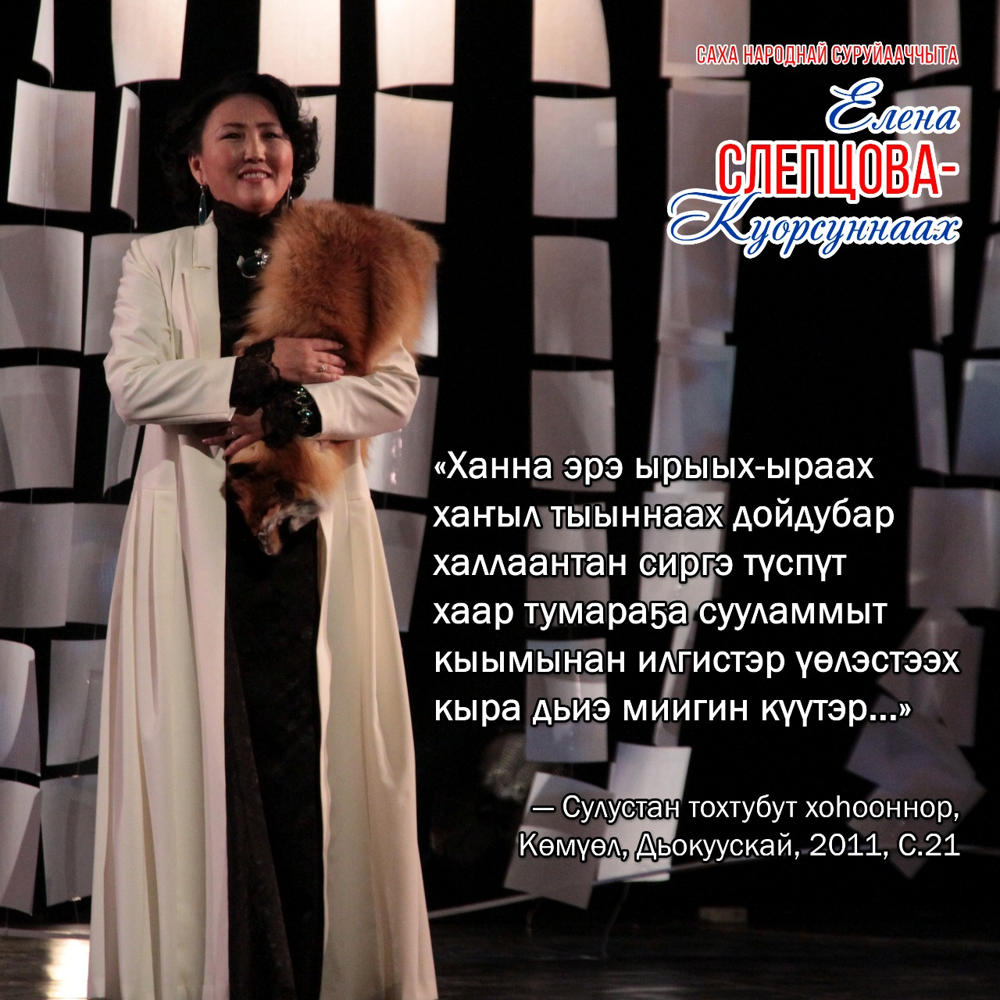 САХА НАРОДНАЙ СУРУЙААЧЧЫТА
Елена
СЛЕПЦОВА-
Куорсуннаах
«Ханна эрэ ырыых-ыраах
хаҥыл тыыннаах дойдубар
халлаантан сиргэ түспүт
хаар тумараҕа сууламмыт
кыымынан илгистэр үөлэстээх
кыра дьиэ миигин күүтэр...»
— Сулустан тохтубут хоһооннор,
Көмүөл, Дьокуускай, 2011, С.21